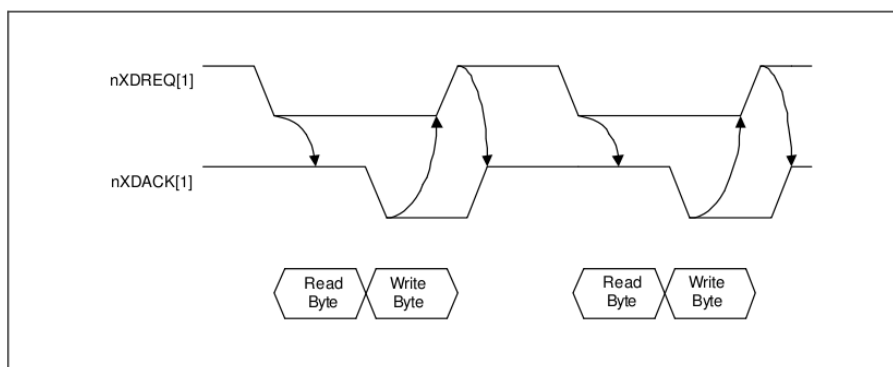 nXDREQ[1]
nXDACK[1]
Read
Byte
Write
Byte
Read
Byte
Write
Byte